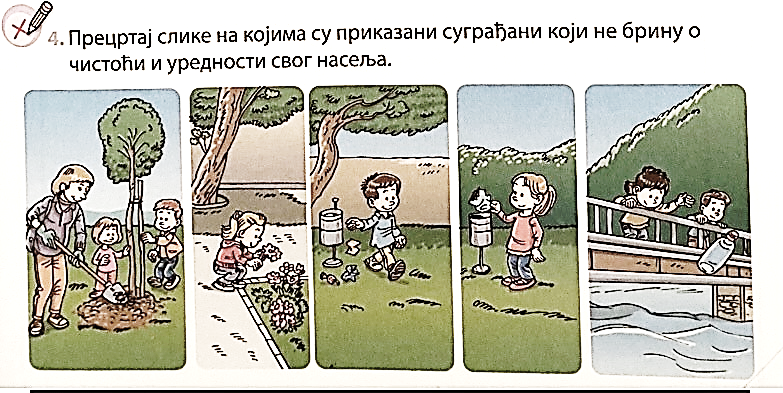 4. Прецртај слике на којима су приказани суграђани који не брину о
чистоћи и уредности свог насеља.